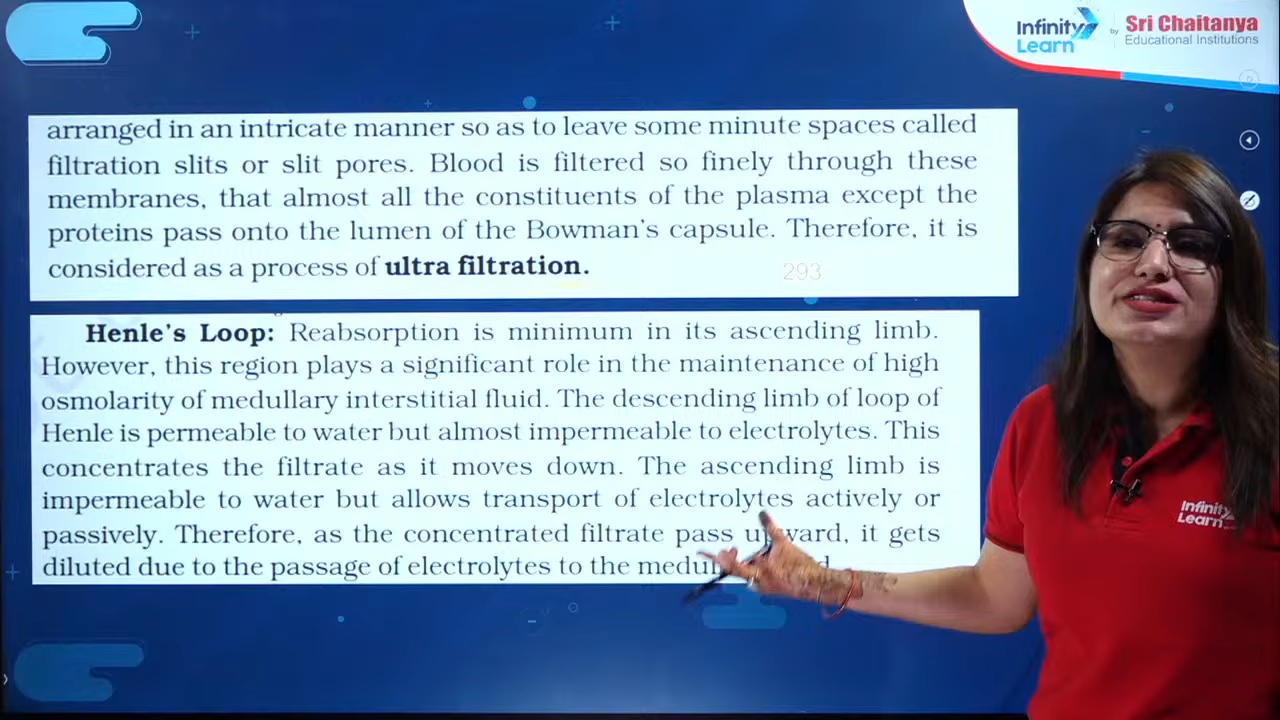 Infinity Learn by Sri Chaitanya Educational Institutions
arranged in an intricate manner so as to leave some minute spaces called
filtration slits or slit pores. Blood is filtered so finely through these
membranes, that almost all the constituents of the plasma except the
proteins pass onto the lumen of the Bowman's capsule. Therefore, it is
considered as a process of ultra filtration.
293
Henle's Loop: Reabsorption is minimum in its ascending limb.
However, this region plays a significant role in the maintenance of high
osmolarity of medullary interstitial fluid. The descending limb of loop of
Henle is permeable to water but almost impermeable to electrolytes. This
concentrates the filtrate as it moves down. The ascending limb is
impermeable to water but allows transport of electrolytes actively or
passively. Therefore, as the concentrated filtrate pass upward, it gets
diluted due to the passage of electrolytes to the
Infinity
Learn